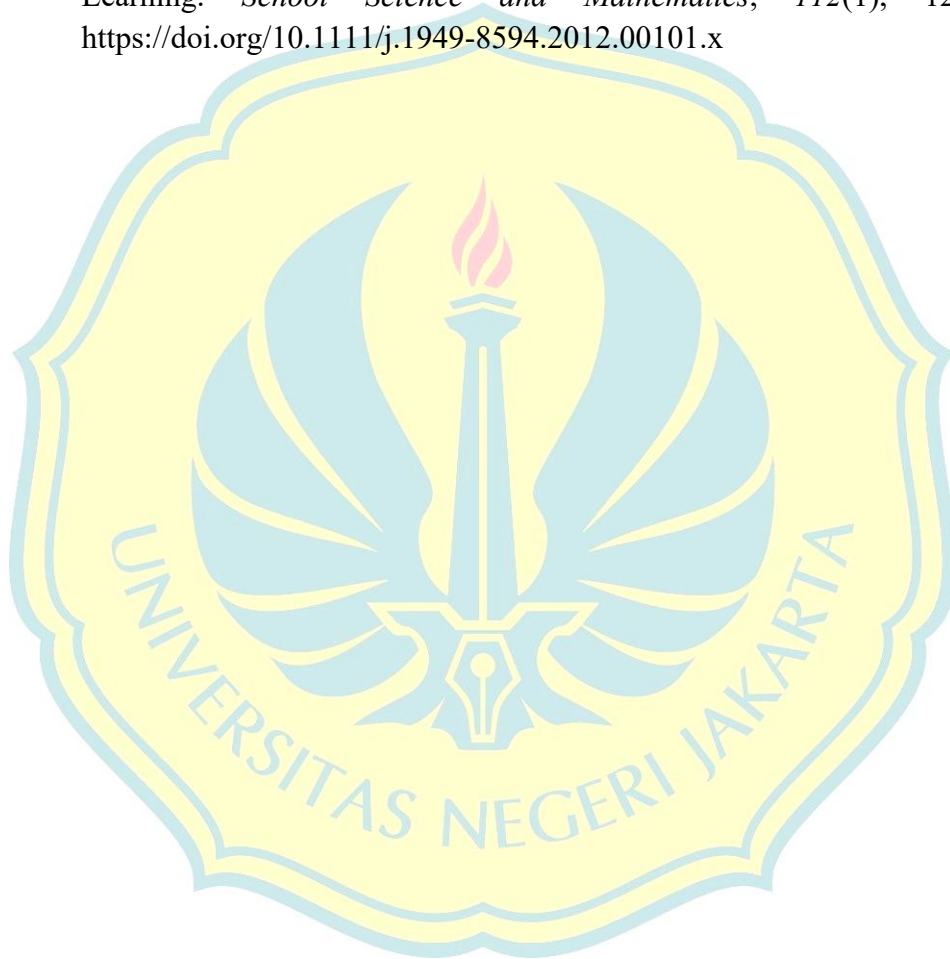 Learning. School Science and Mathematics, 112(1), 12
https://doi.org/10.1111/j.1949-8594.2012.00101.x
UNIVERSITAS NEGERI JAKARTA